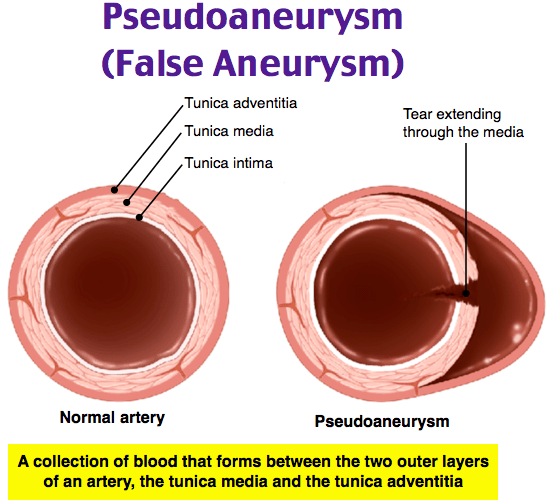 Pseudoaneurysm
(False Aneurysm)
Tunica adventitia
Tunica media
Tunica intima
Tear extending
through the media
Normal artery
Pseudoaneurysm
A collection of blood that forms between the two outer layers
of an artery, the tunica media and the tunica adventitia